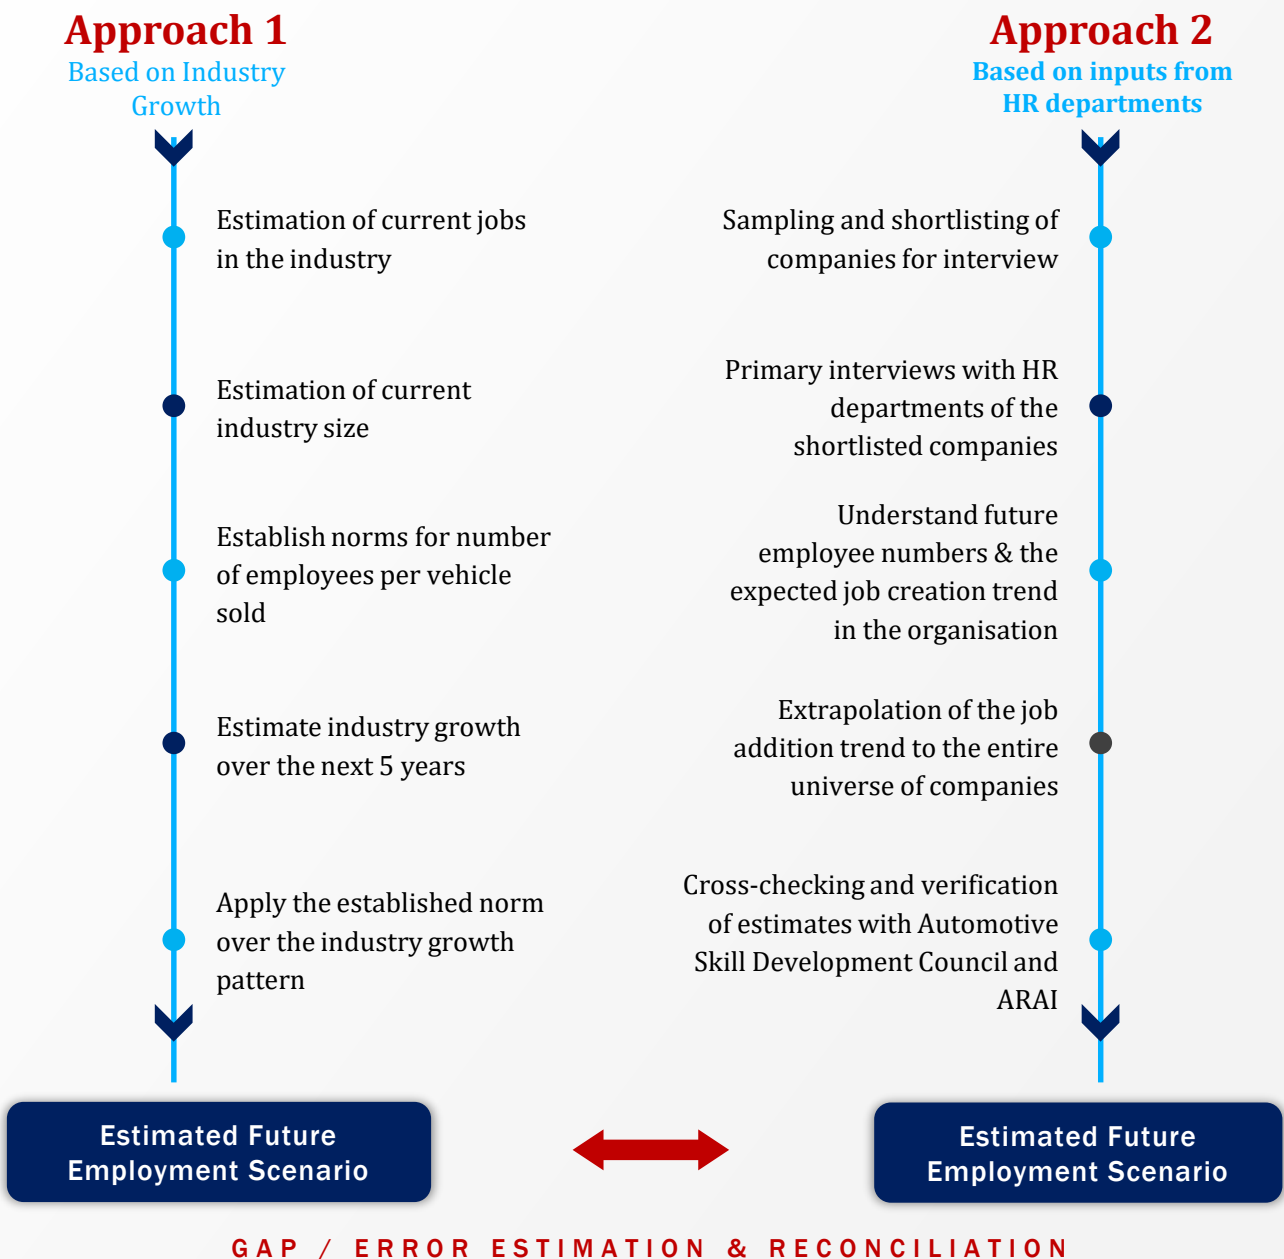 Approach 1
Based on Industry
Growth
Estimation of current jobs
in the industry
Estimation of current
industry size
Establish norms for number
of employees per vehicle
sold
Estimate industry growth
over the next 5 years
Apply the established norm
over the industry growth
pattern
Estimated Future
Employment Scenario
Approach 2
Based on inputs from
HR departments
Sampling and shortlisting of
companies for interview
Primary interviews with HR
departments of the
shortlisted companies
Understand future
employee numbers & the
expected job creation trend
in the organisation
Extrapolation of the job
addition trend to the entire
universe of companies
Cross-checking and verification
of estimates with Automotive
Skill Development Council and
ARAI
Estimated Future
Employment Scenario
GAP / ERROR ESTIMATION & RECONCILIATION